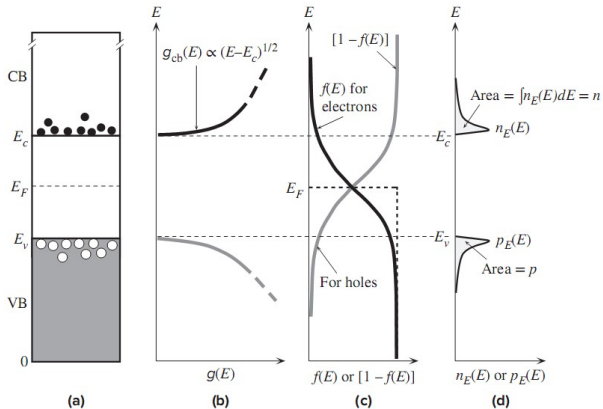 E
E
E
g_cb(E) ∝ (E–E_c)^1/2
[1 – f(E)]
CB
f(E) for
electrons
Area = ∫n_E(E)dE = n
E_c
E_c
n_E(E)
E_F
E_F
E_v
E_v
p_E(E)
For holes
Area = p
VB
0
g(E)
f(E) or [1 – f(E)]
n_E(E) or p_E(E)
(a)
(b)
(c)
(d)